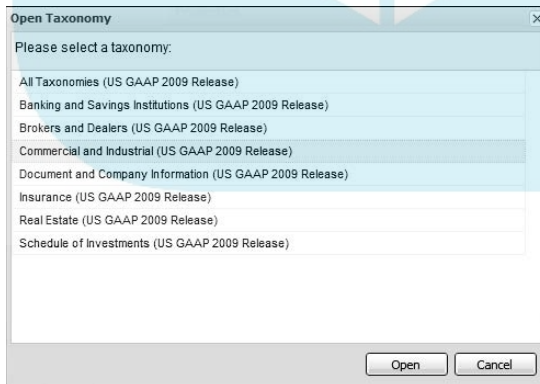 Open Taxonomy
Please select a taxonomy:
All Taxonomies (US GAAP 2009 Release)
Banking and Savings Institutions (US GAAP 2009 Release)
Brokers and Dealers (US GAAP 2009 Release)
Commercial and Industrial (US GAAP 2009 Release)
Document and Company Information (US GAAP 2009 Release)
Insurance (US GAAP 2009 Release)
Real Estate (US GAAP 2009 Release)
Schedule of Investments (US GAAP 2009 Release)
Open Cancel